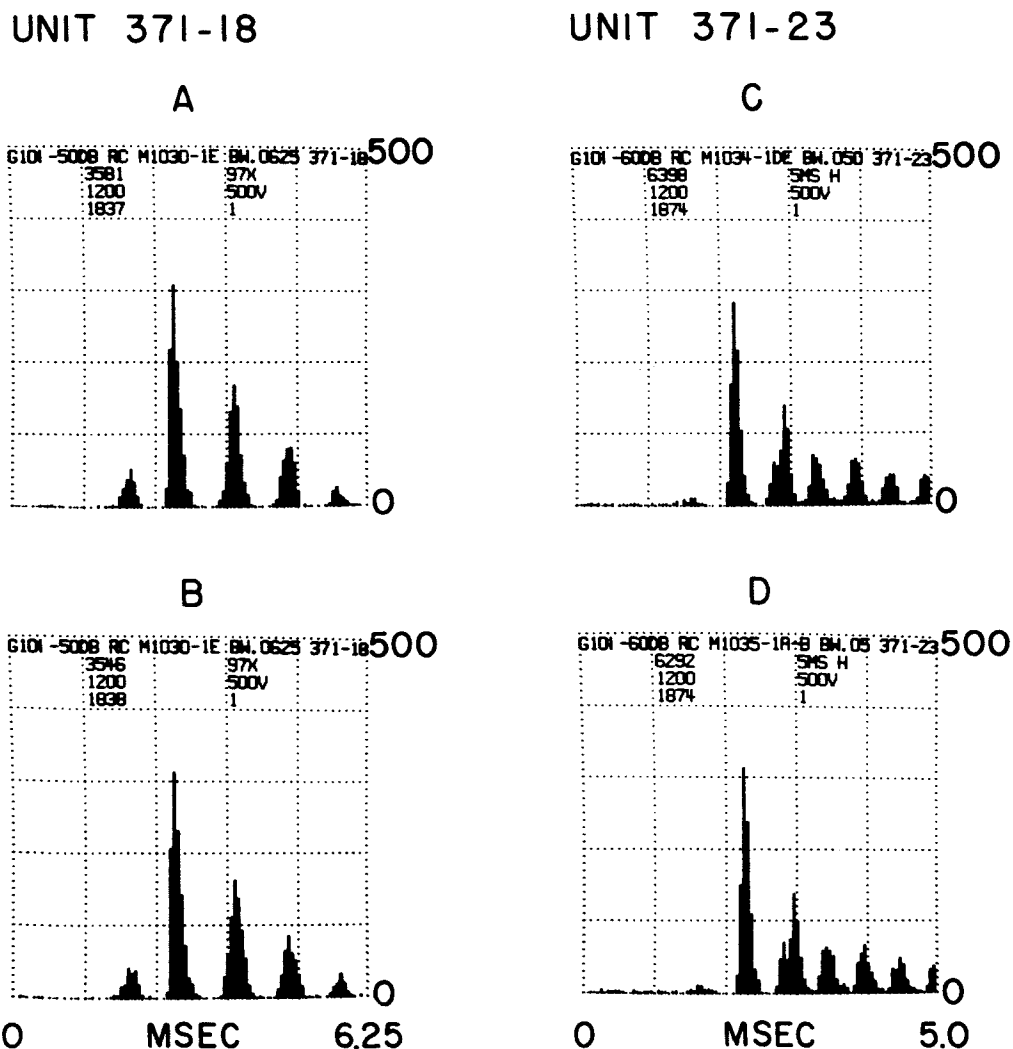 UNIT 371-18
UNIT 371-23
A
G101 -50DB RC M1030-1E BW.0625 371-18
500
3581 97X
1200 500V
1837 1
0
C
G101 -60DB RC M1034-1DE BW.050 371-23
500
6398 5MS H
1200 500V
1874 1
0
B
G101 -50DB RC M1030-1E BW.0625 371-18
500
3546 97X
1200 500V
1838 1
0
0 MSEC 6.25
D
G101 -60DB RC M1035-1A-B BW.05 371-23
500
6292 5MS H
1200 500V
1874 1
0
0 MSEC 5.0